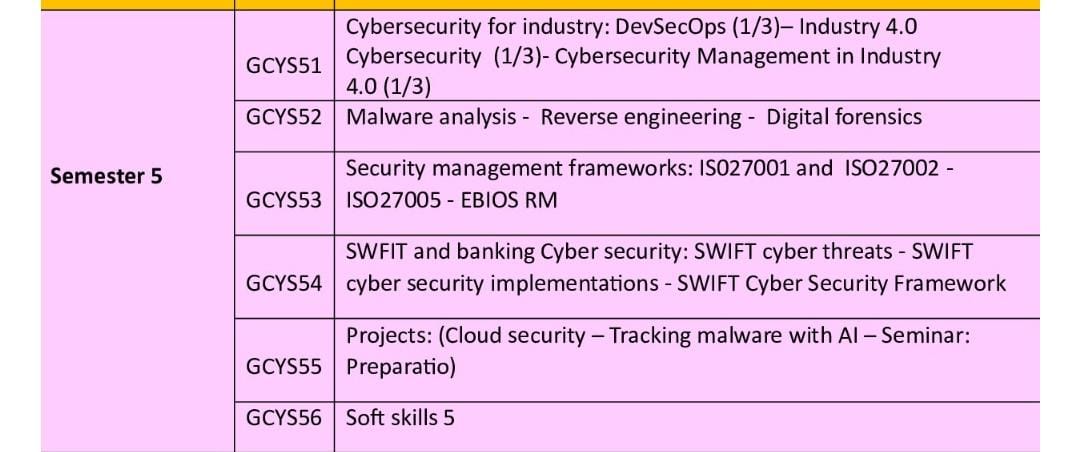 Cybersecurity for industry: DevSecOps (1/3)– Industry 4.0
GCYS51 Cybersecurity (1/3)- Cybersecurity Management in Industry
4.0 (1/3)
GCYS52 Malware analysis - Reverse engineering - Digital forensics
Semester 5
Security management frameworks: IS027001 and ISO27002 -
GCYS53 ISO27005 - EBIOS RM
SWFIT and banking Cyber security: SWIFT cyber threats - SWIFT
GCYS54 cyber security implementations - SWIFT Cyber Security Framework
Projects: (Cloud security – Tracking malware with AI – Seminar:
GCYS55 Preparatio)
GCYS56 Soft skills 5